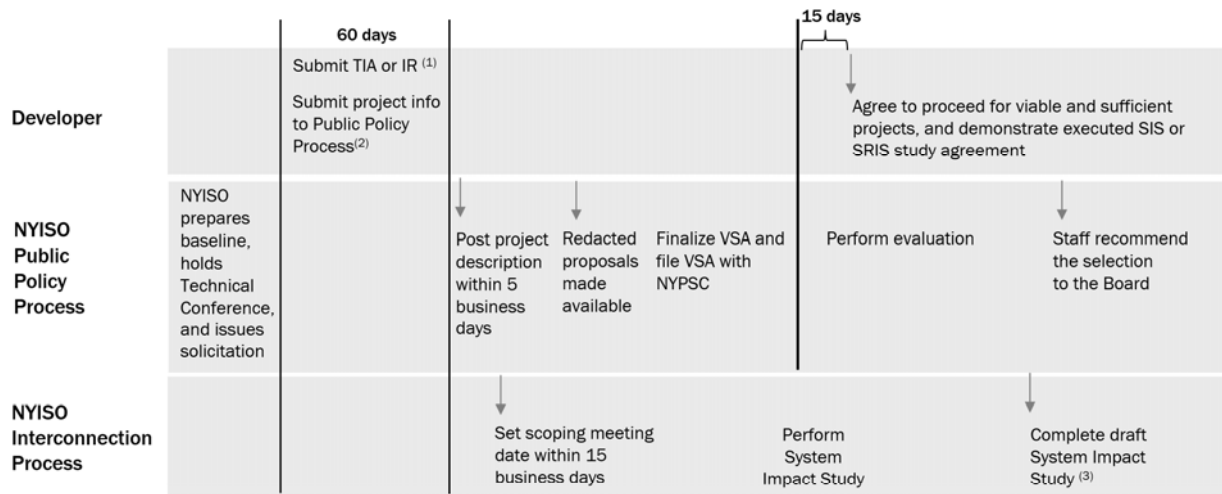 60 days
15 days
Developer
Submit TIA or IR (1)
Submit project info
to Public Policy
Process(2)
Agree to proceed for viable and sufficient
projects, and demonstrate executed SIS or
SRIS study agreement
NYISO
Public
Policy
Process
NYISO
prepares
baseline,
holds
Technical
Conference,
and issues
solicitation
Post project
description
within 5
business
days
Redacted
proposals
made
available
Finalize VSA and
file VSA with
NYPSC
Perform evaluation
Staff recommend
the selection
to the Board
NYISO
Interconnection
Process
Set scoping meeting
date within 15
business days
Perform
System
Impact Study
Complete draft
System Impact
Study (3)